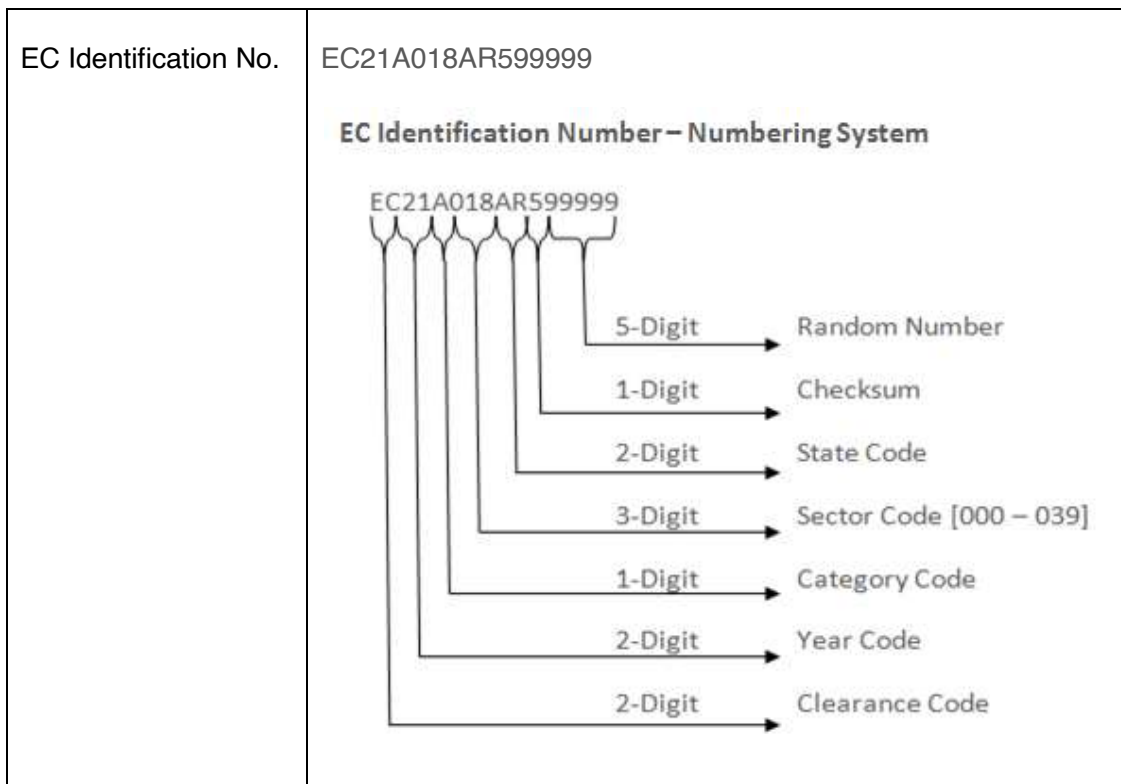 EC Identification No.
EC21A018AR599999
EC Identification Number – Numbering System
EC21A018AR599999
5-Digit Random Number
1-Digit Checksum
2-Digit State Code
3-Digit Sector Code [000 – 039]
1-Digit Category Code
2-Digit Year Code
2-Digit Clearance Code